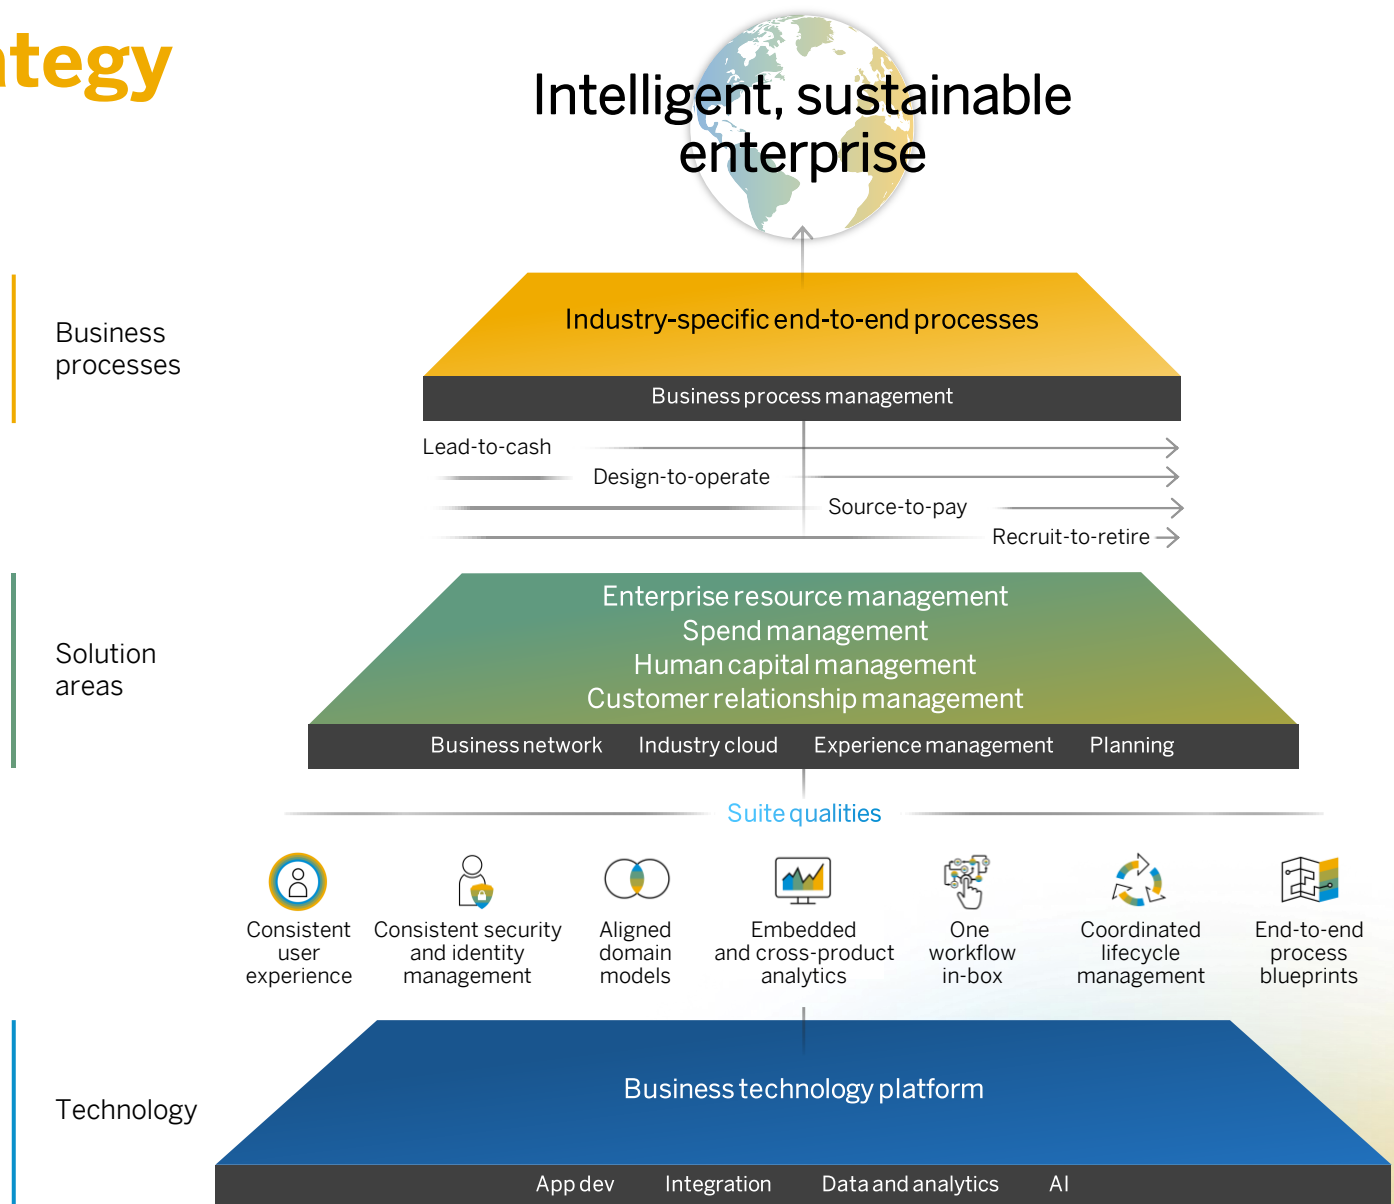 ategy
Intelligent, sustainable
enterprise
Business
processes
Industry-specific end-to-end processes
Business process management
Lead-to-cash
Design-to-operate
Source-to-pay
Recruit-to-retire
Solution
areas
Enterprise resource management
Spend management
Human capital management
Customer relationship management
Business network Industry cloud Experience management Planning
Suite qualities
Consistent
user
experience
Consistent security
and identity
management
Aligned
domain
models
Embedded
and cross-product
analytics
One
workflow
in-box
Coordinated
lifecycle
management
End-to-end
process
blueprints
Technology
Business technology platform
App dev Integration Data and analytics AI